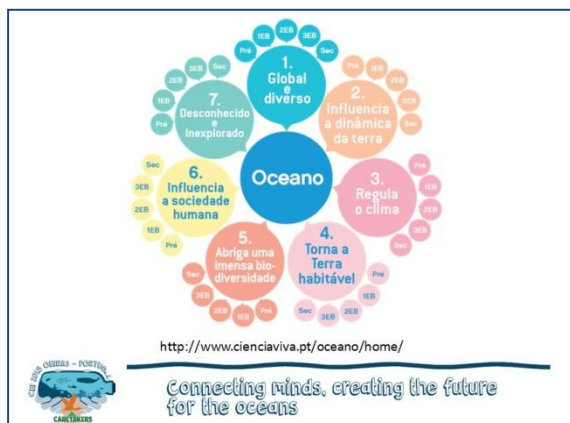 1.
Global
e
diverso
Pré
1EB
2EB
3EB
Sec
2.
Influencia
a dinâmica
da terra
Pré
1EB
2EB
3EB
Sec
3.
Regula
o clima
Pré
1EB
2EB
3EB
Sec
4.
Torna a
Terra
habitável
Pré
1EB
2EB
3EB
Sec
5.
Abriga uma
imensa bio-
diversidade
Pré
1EB
2EB
3EB
Sec
6.
Influencia
a sociedade
humana
Pré
1EB
2EB
3EB
Sec
7.
Desconhecido
e
Inexplorado
Pré
1EB
2EB
3EB
Sec
Oceano
http://www.cienciaviva.pt/oceano/home/
CEI 2019 OEIRAS - PORTUGAL
CARETAKERS
Connecting minds, creating the future
for the oceans